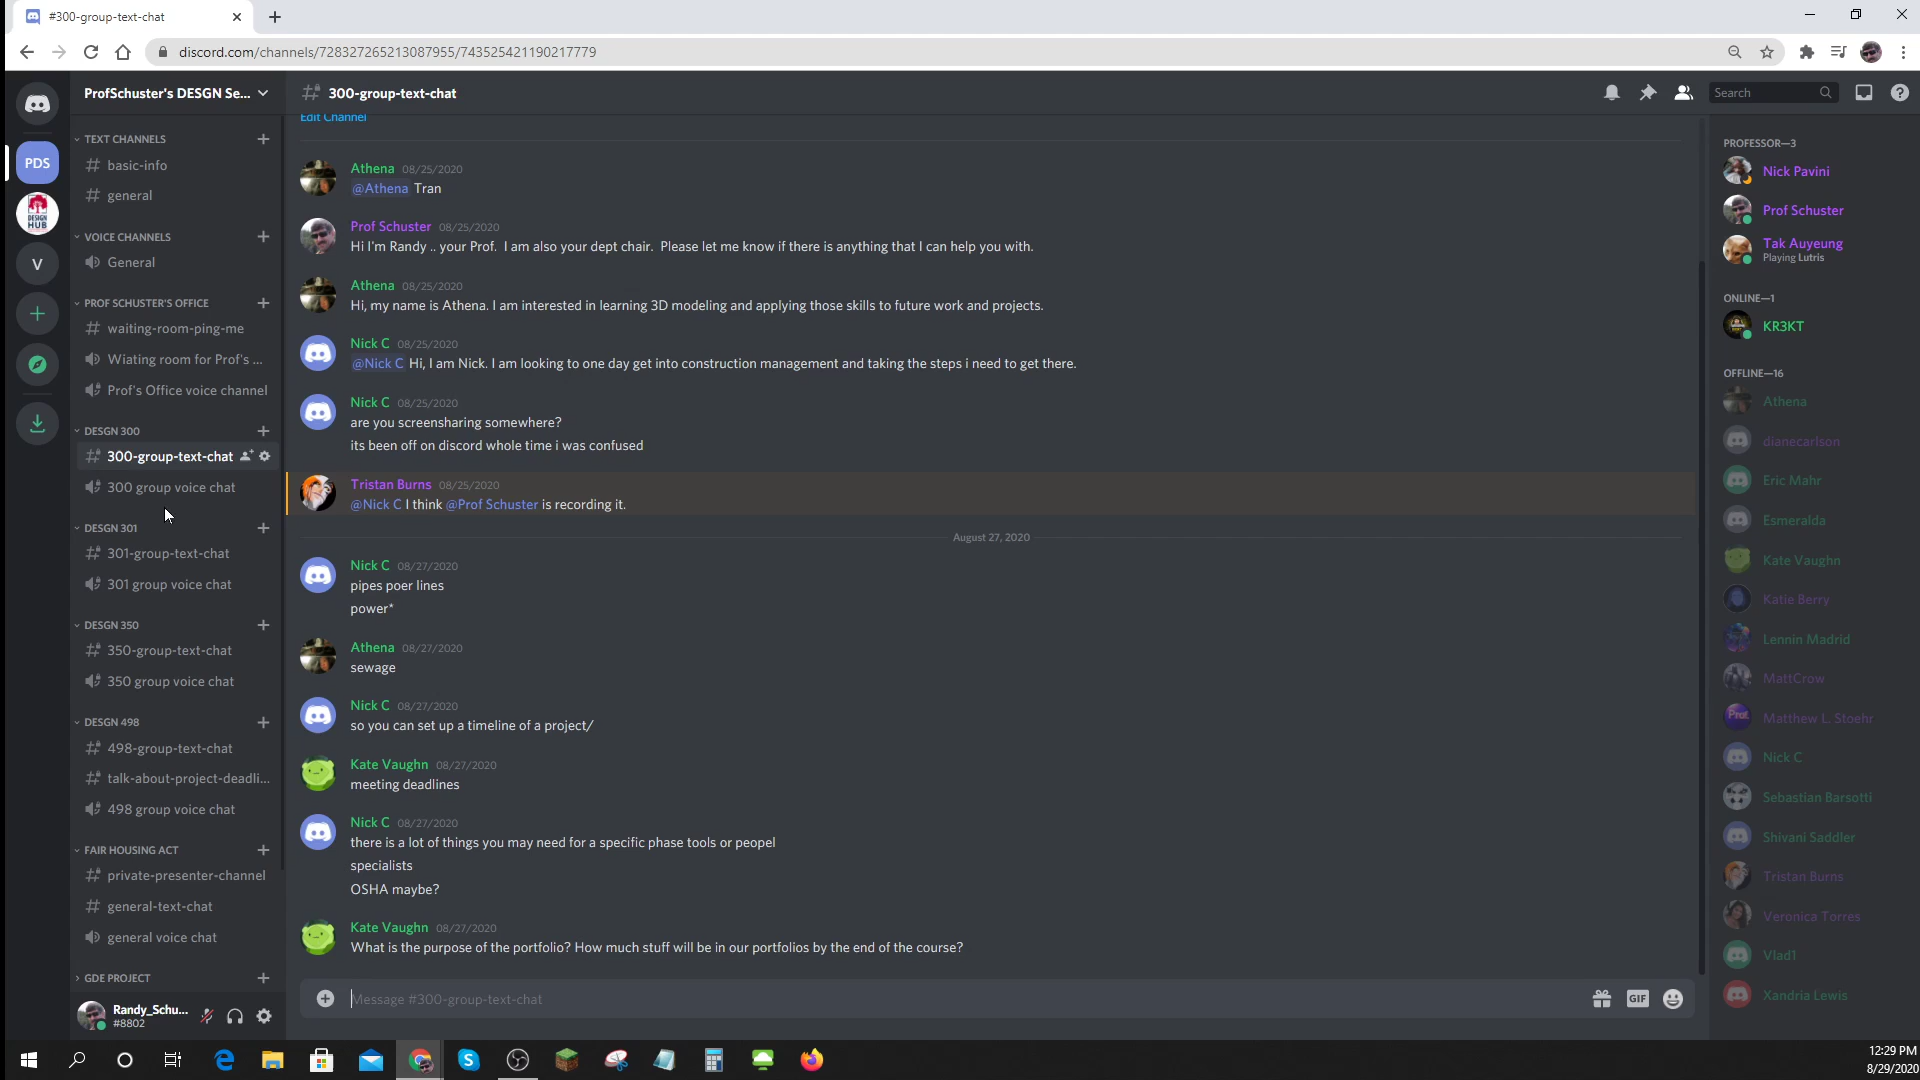 #300-group-text-chat
discord.com/channels/728327265213087955/743525421190217779
ProfSchuster's DESGN Se...
300-group-text-chat
Search
TEXT CHANNELS
basic-info
general
VOICE CHANNELS
General
PROF SCHUSTER'S OFFICE
waiting-room-ping-me
Wiating room for Prof's ...
Prof's Office voice channel
DESGN 300
300-group-text-chat
300 group voice chat
DESGN 301
301-group-text-chat
301 group voice chat
DESGN 350
350-group-text-chat
350 group voice chat
DESGN 498
498-group-text-chat
talk-about-project-deadli...
498 group voice chat
FAIR HOUSING ACT
private-presenter-channel
general-text-chat
general voice chat
GDE PROJECT
Randy_Schu...
#8802
PDS
DESIGN
HUB
V
Edit Channel
Athena 08/25/2020
@Athena Tran
Prof Schuster 08/25/2020
Hi I'm Randy .. your Prof. I am also your dept chair. Please let me know if there is anything that I can help you with.
Athena 08/25/2020
Hi, my name is Athena. I am interested in learning 3D modeling and applying those skills to future work and projects.
Nick C 08/25/2020
@Nick C Hi, I am Nick. I am looking to one day get into construction management and taking the steps i need to get there.
Nick C 08/25/2020
are you screensharing somewhere?
its been off on discord whole time i was confused
Tristan Burns 08/25/2020
@Nick C I think @Prof Schuster is recording it.
August 27, 2020
Nick C 08/27/2020
pipes poer lines
power*
Athena 08/27/2020
sewage
Nick C 08/27/2020
so you can set up a timeline of a project/
Kate Vaughn 08/27/2020
meeting deadlines
Nick C 08/27/2020
there is a lot of things you may need for a specific phase tools or peopel
specialists
OSHA maybe?
Kate Vaughn 08/27/2020
What is the purpose of the portfolio? How much stuff will be in our portfolios by the end of the course?
Message #300-group-text-chat
GIF
PROFESSOR—3
Nick Pavini
Prof Schuster
Tak Auyeung
Playing Lutris
ONLINE—1
KR3KT
OFFLINE—16
Athena
dianecarlson
Eric Mahr
Esmeralda
Kate Vaughn
Katie Berry
Lennin Madrid
MattCrow
Prof.
Matthew L. Stoehr
Nick C
Sebastian Barsotti
Shivani Saddler
Tristan Burns
Veronica Torres
Vlad1
Xandria Lewis
12:29 PM
8/29/2020